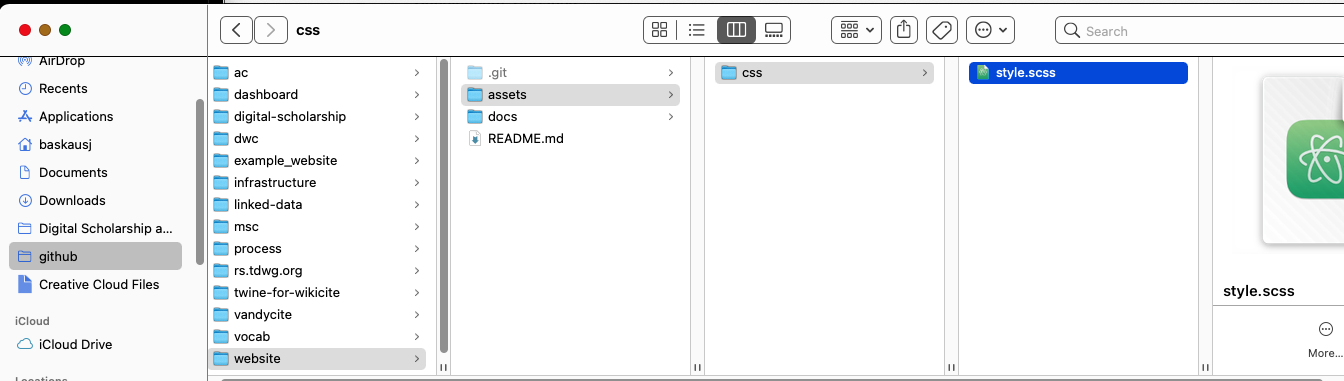 css
Search
AirDrop
Recents
Applications
baskausj
Documents
Downloads
Digital Scholarship a...
github
Creative Cloud Files
iCloud
iCloud Drive
Locations
ac
dashboard
digital-scholarship
dwc
example_website
infrastructure
linked-data
msc
process
rs.tdwg.org
twine-for-wikicite
vandycite
vocab
website
.git
assets
docs
README.md
css
style.scss
style.scss
More...